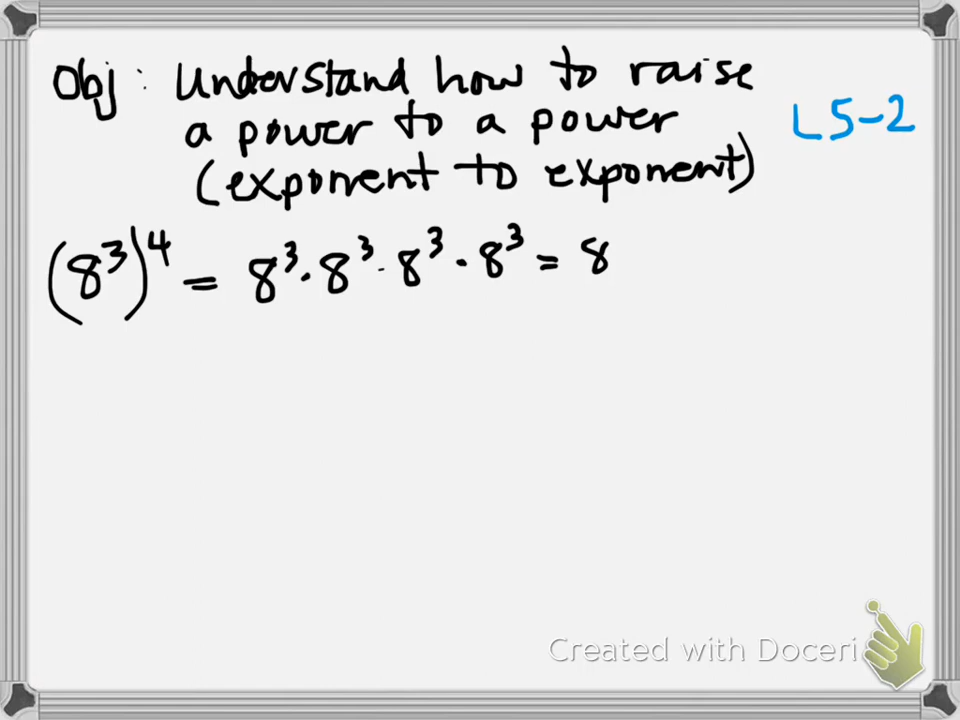 Obj: Understand how to raise
a power to a power
L5-2
(exponent to exponent)
(8³)⁴ = 8³·8³·8³·8³ = 8
Created with Doceri